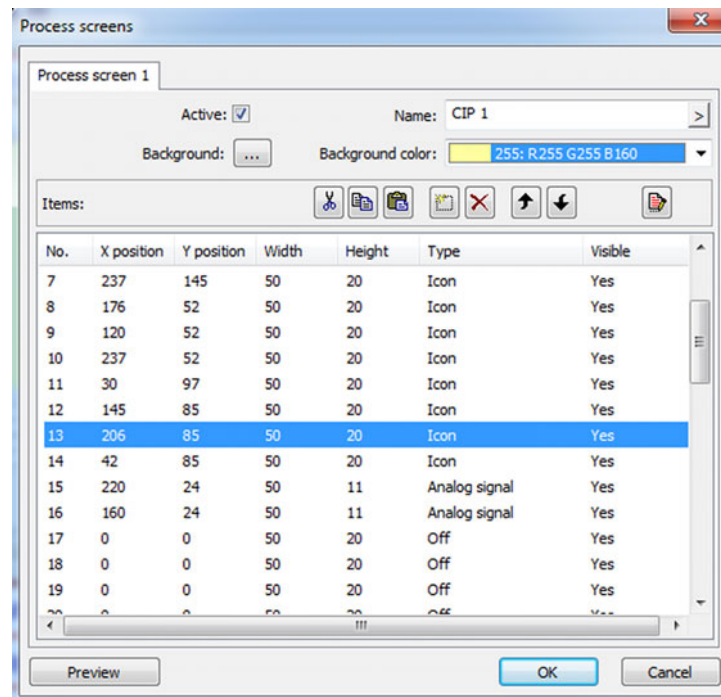 Process screens
Process screen 1
Active: Name: CIP 1 >
Background: ... Background color: 255: R255 G255 B160
Items:
No. X position Y position Width Height Type Visible
7 237 145 50 20 Icon Yes
8 176 52 50 20 Icon Yes
9 120 52 50 20 Icon Yes
10 237 52 50 20 Icon Yes
11 30 97 50 20 Icon Yes
12 145 85 50 20 Icon Yes
13 206 85 50 20 Icon Yes
14 42 85 50 20 Icon Yes
15 220 24 50 11 Analog signal Yes
16 160 24 50 11 Analog signal Yes
17 0 0 50 20 Off Yes
18 0 0 50 20 Off Yes
19 0 0 50 20 Off Yes
Preview OK Cancel